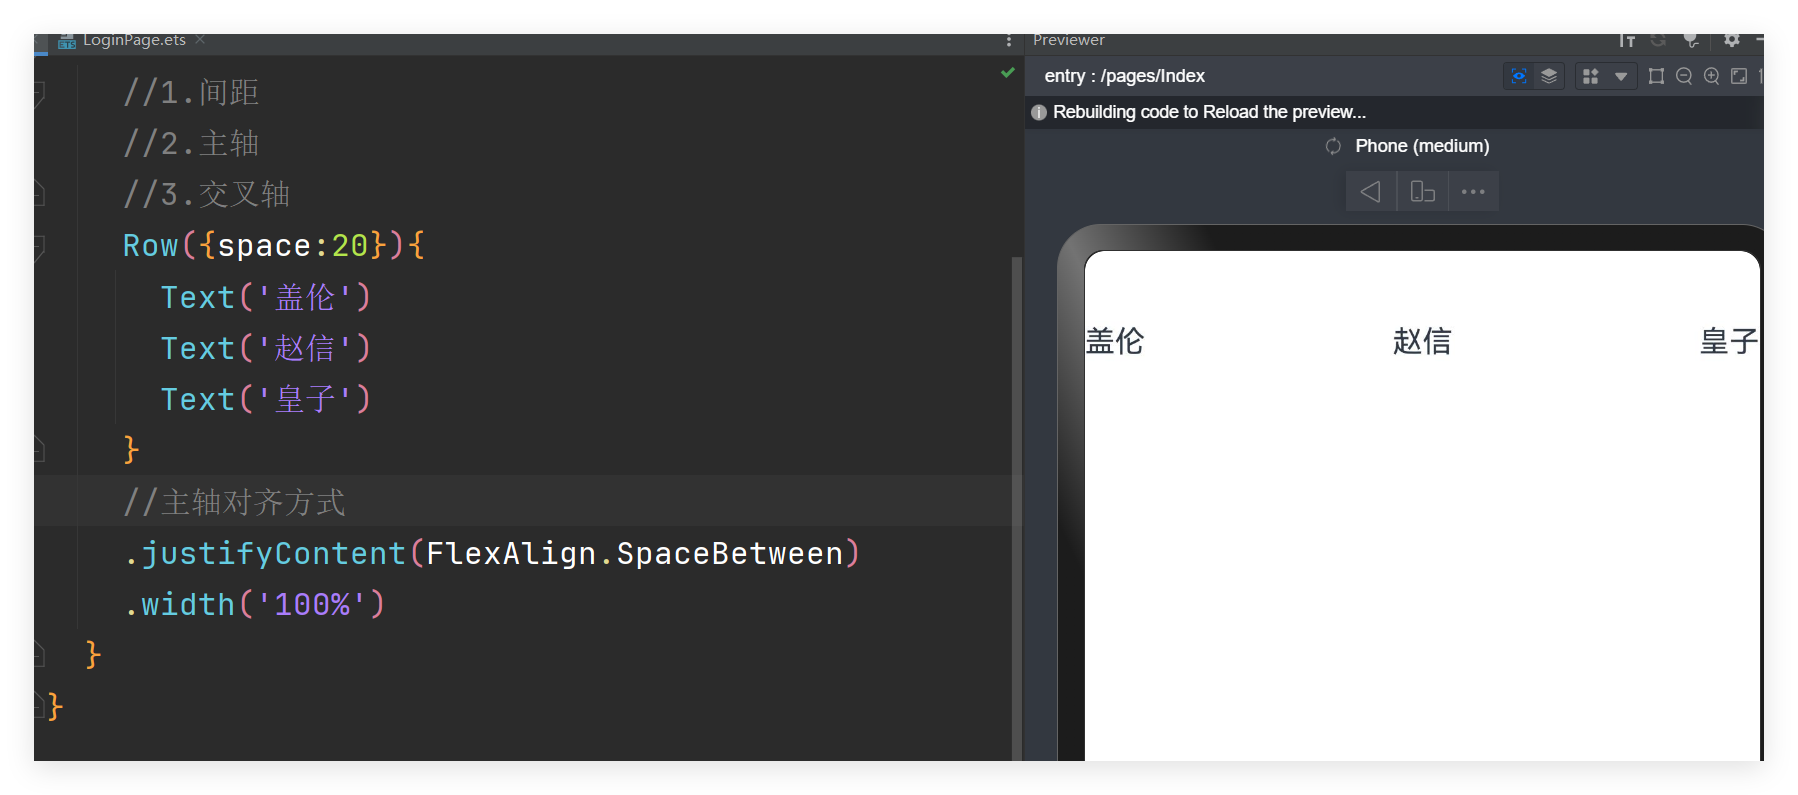 LoginPage.ets
//1.间距
//2.主轴
//3.交叉轴
Row({space:20}){
Text('盖伦')
Text('赵信')
Text('皇子')
}
//主轴对齐方式
.justifyContent(FlexAlign.SpaceBetween)
.width('100%')
}
}
Previewer
entry : /pages/Index
Rebuilding code to Reload the preview...
Phone (medium)
盖伦 赵信 皇子